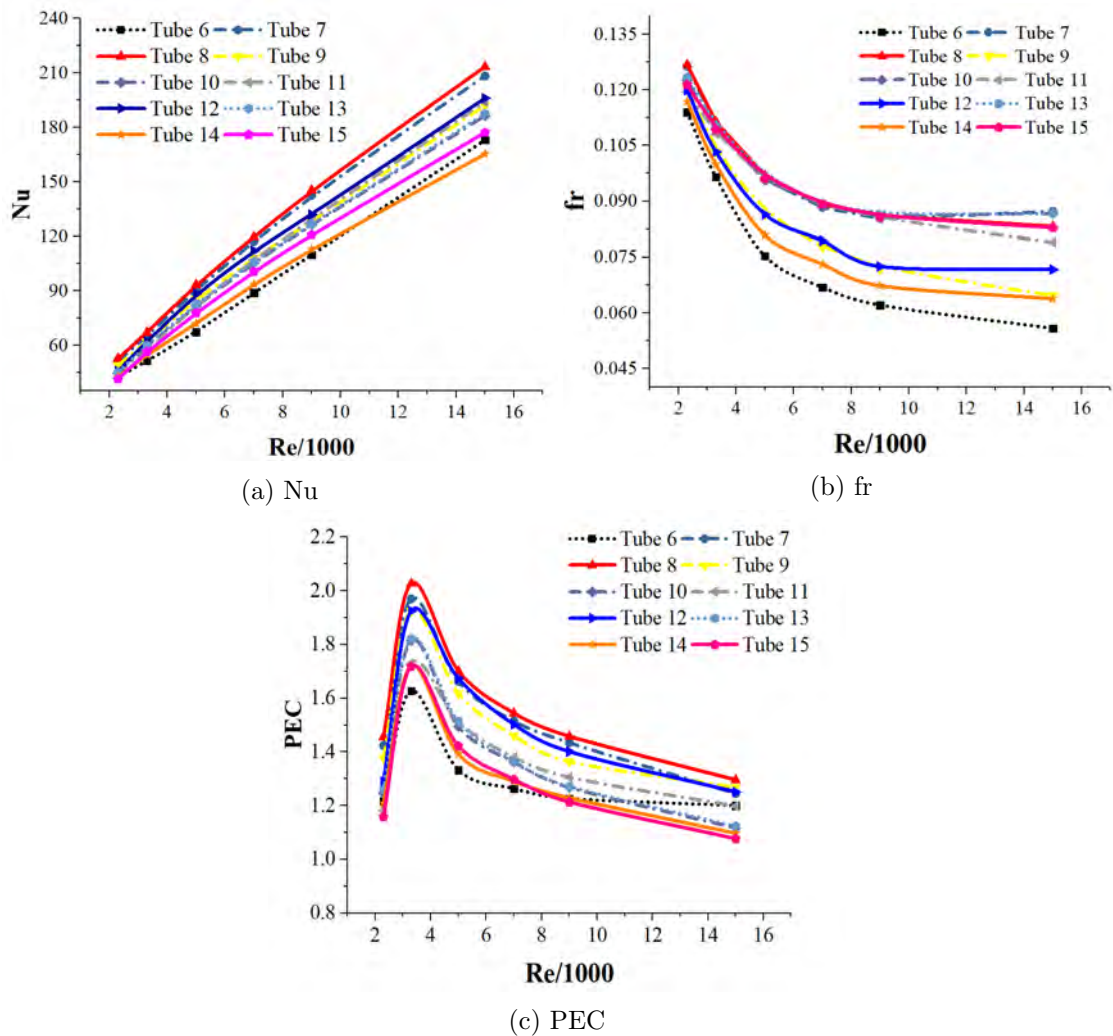 240
210
180
150
120
90
60
Nu
2 4 6 8 10 12 14 16
Re/1000
Tube 6 Tube 7
Tube 8 Tube 9
Tube 10 Tube 11
Tube 12 Tube 13
Tube 14 Tube 15
(a) Nu
0.135
0.120
0.105
0.090
0.075
0.060
0.045
fr
2 4 6 8 10 12 14 16
Re/1000
Tube 6 Tube 7
Tube 8 Tube 9
Tube 10 Tube 11
Tube 12 Tube 13
Tube 14 Tube 15
(b) fr
2.2
2.0
1.8
1.6
1.4
1.2
1.0
0.8
PEC
2 4 6 8 10 12 14 16
Re/1000
Tube 6 Tube 7
Tube 8 Tube 9
Tube 10 Tube 11
Tube 12 Tube 13
Tube 14 Tube 15
(c) PEC